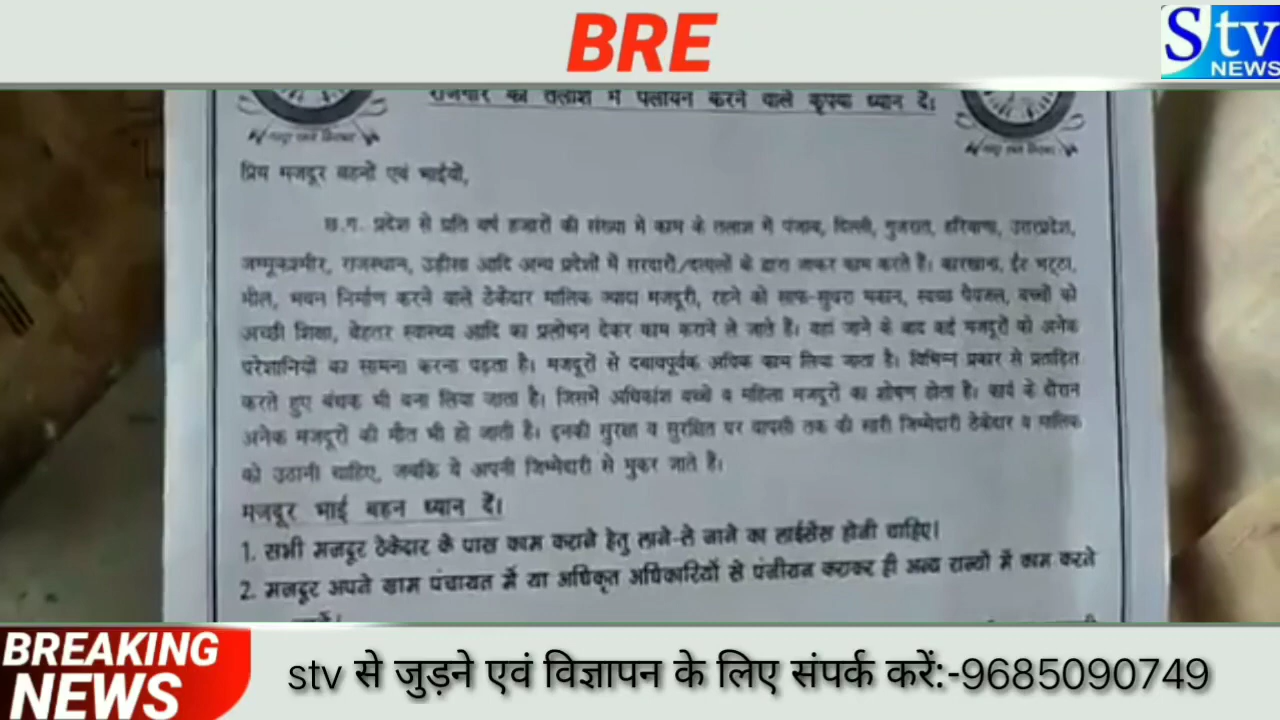 BRE
Stv
NEWS
रोजगार की तलाश में पलायन करने वाले कृपया ध्यान दें।
प्रिय मजदूर बहनों एवं भाईयों,
छ.ग. प्रदेश से प्रति वर्ष हजारों की संख्या में काम के तलाश में पंजाब, दिल्ली, गुजरात, हरियाणा, उत्तरप्रदेश,
जम्मूकश्मीर, राजस्थान, उड़ीसा आदि अन्य प्रदेशों में सरदारों/दलालों के द्वारा जाकर काम करते हैं। कारखाना, ईंट भट्टा,
मील, भवन निर्माण करने वाले ठेकेदार मालिक ज्यादा मजदूरी, रहने को साफ-सुथरा मकान, स्वच्छ पेयजल, बच्चों को
अच्छी शिक्षा, बेहतर स्वास्थ्य आदि का प्रलोभन देकर काम कराने ले जाते हैं। वहां जाने के बाद कई मजदूरों को अनेक
परेशानियों का सामना करना पड़ता है। मजदूरों से दबावपूर्वक अधिक काम लिया जाता है। विभिन्न प्रकार से प्रताड़ित
करते हुए बंधक भी बना लिया जाता है। जिसमें अधिकांश बच्चे व महिला मजदूरों का शोषण होता है। कार्य के दौरान
अनेक मजदूरों की मौत भी हो जाती है। इनकी सुरक्षा व सुरक्षित घर वापसी तक की सारी जिम्मेदारी ठेकेदार व मालिक
को उठानी चाहिए, जबकि ये अपनी जिम्मेदारी से मुकर जाते हैं।
मजदूर भाई बहन ध्यान दें।
1. सभी मजदूर ठेकेदार के पास काम कराने हेतु लाने-ले जाने का लाईसेंस होनी चाहिए।
2. मजदूर अपने ग्राम पंचायत में या अधिकृत अधिकारियों से पंजीयन कराकर ही अन्य राज्यों में काम करने
BREAKING
NEWS
stv से जुड़ने एवं विज्ञापन के लिए संपर्क करें:-9685090749